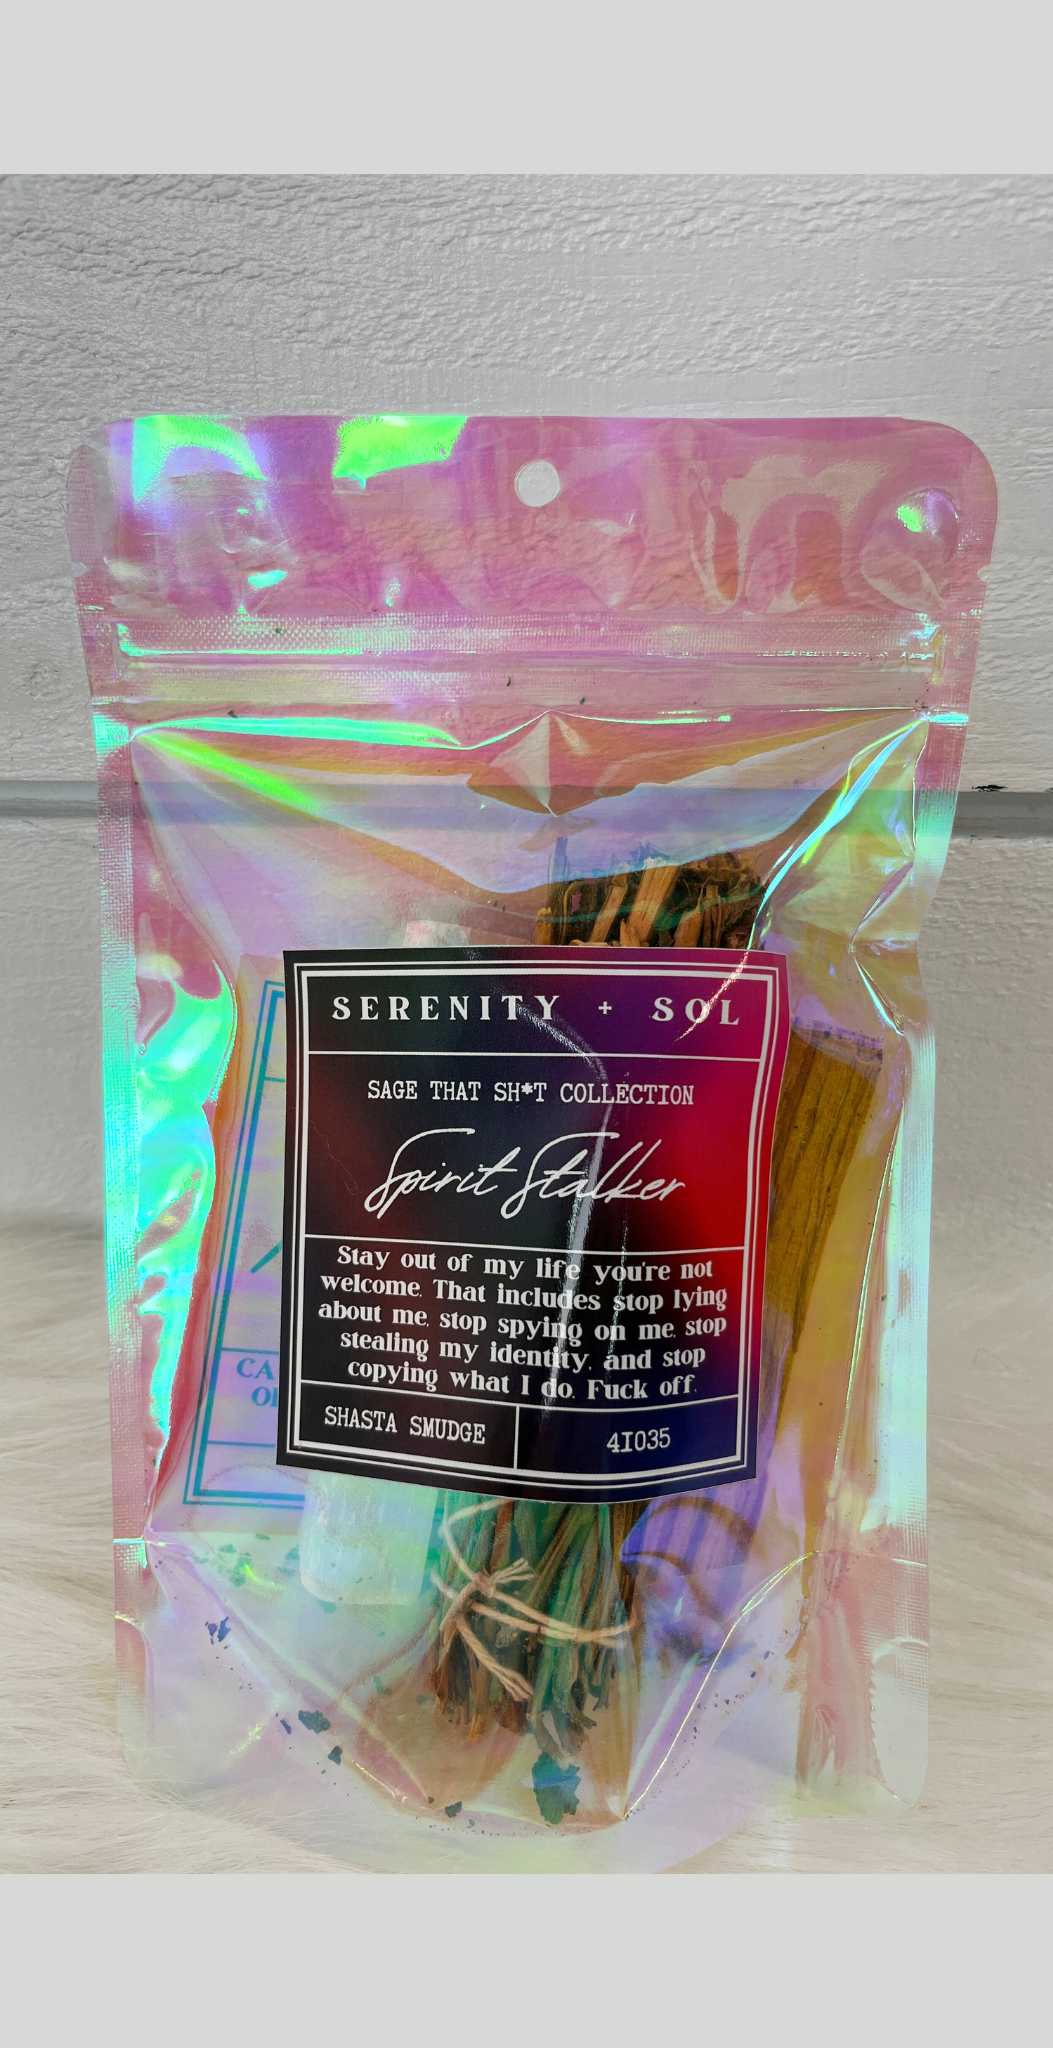 SERENITY + SOL
SAGE THAT SH*T COLLECTION
Spirit Stalker
Stay out of my life you're not
welcome. That includes stop lying
about me, stop spying on me, stop
stealing my identity, and stop
copying what I do. Fuck off.
SHASTA SMUDGE
4I035